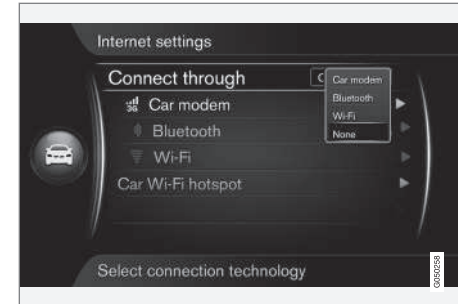 Internet settings
Connect through
Car modem
Bluetooth
Wi-Fi
None
3G Car modem
Bluetooth
Wi-Fi
Car Wi-Fi hotspot
Select connection technology
G050258